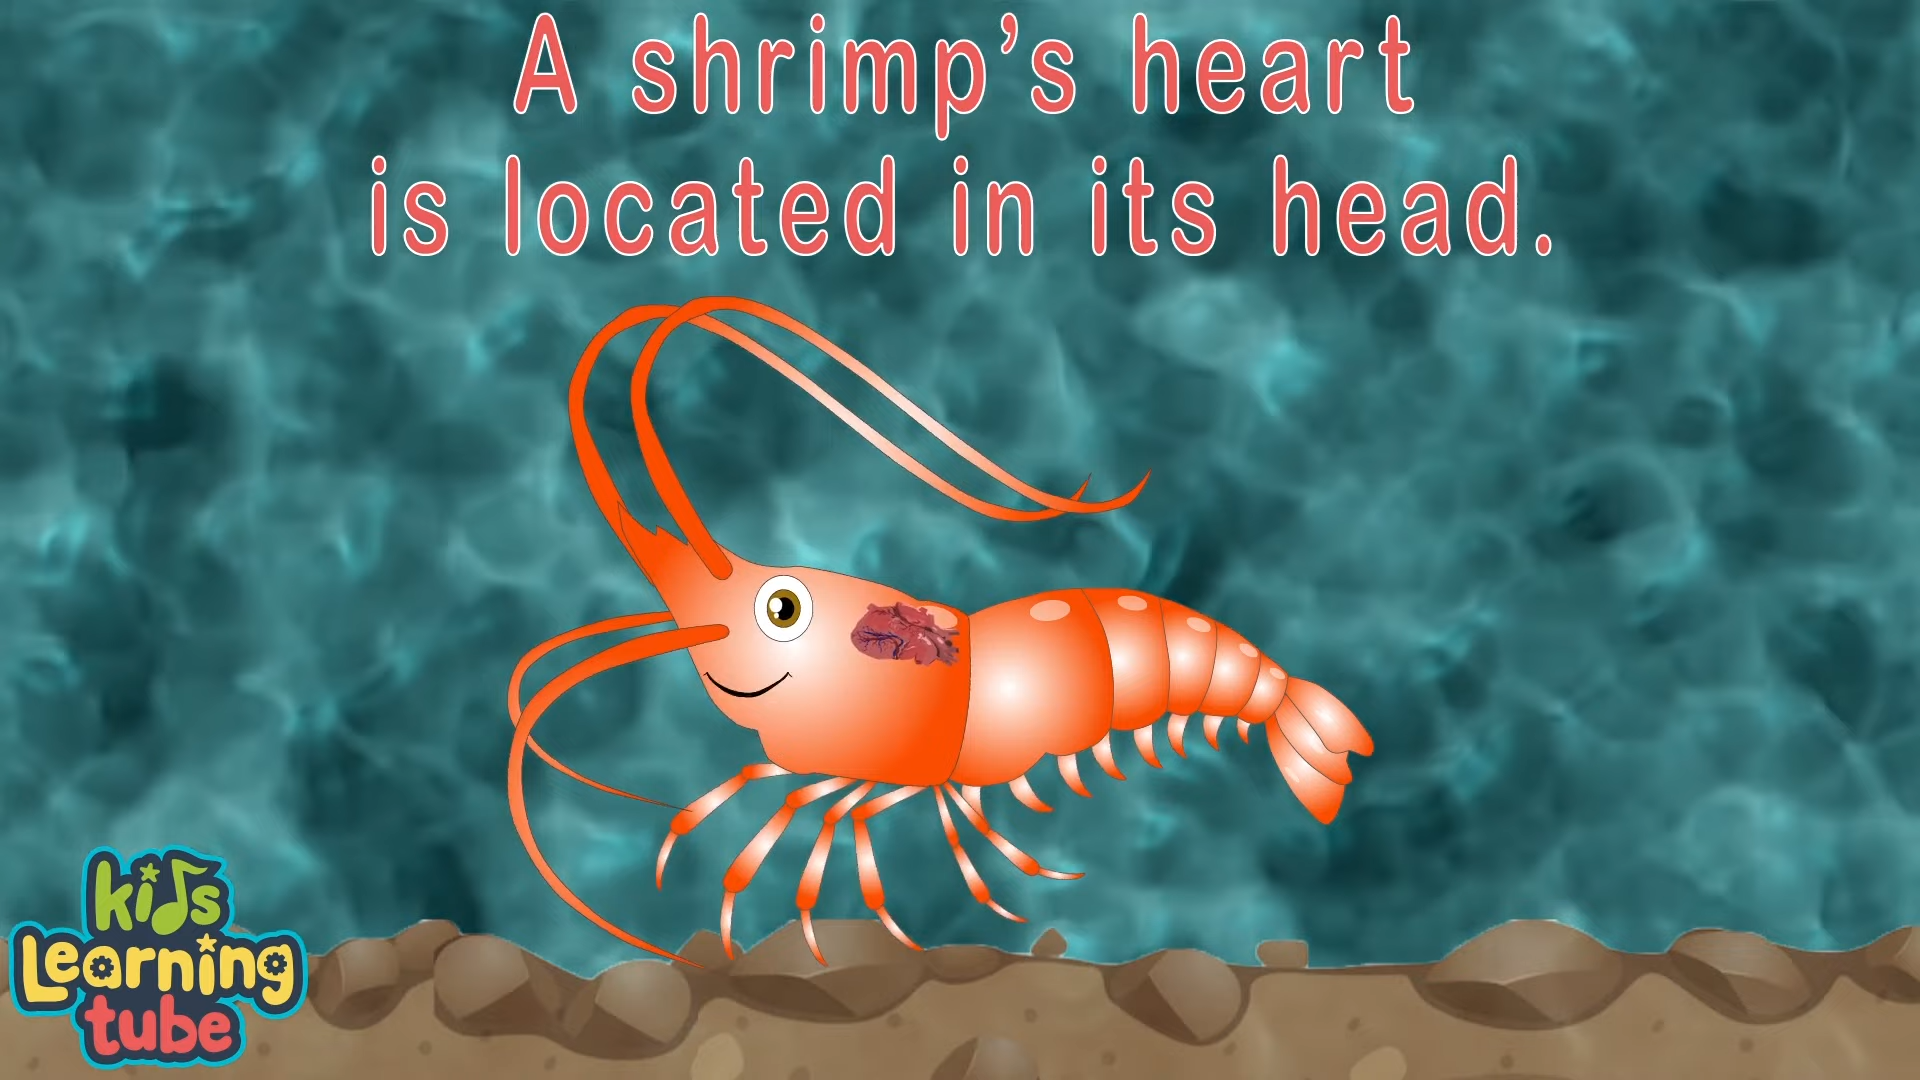 A shrimp’s heart
is located in its head.
kids
Learning
tube